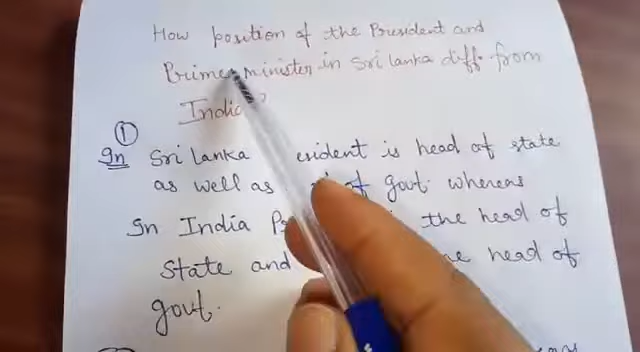 How position of the President and
Prime minister in Sri lanka diff. from
India?
①
In Sri lanka is head of state
as well as of govt. whereas
In India the head of
state and head of
govt.